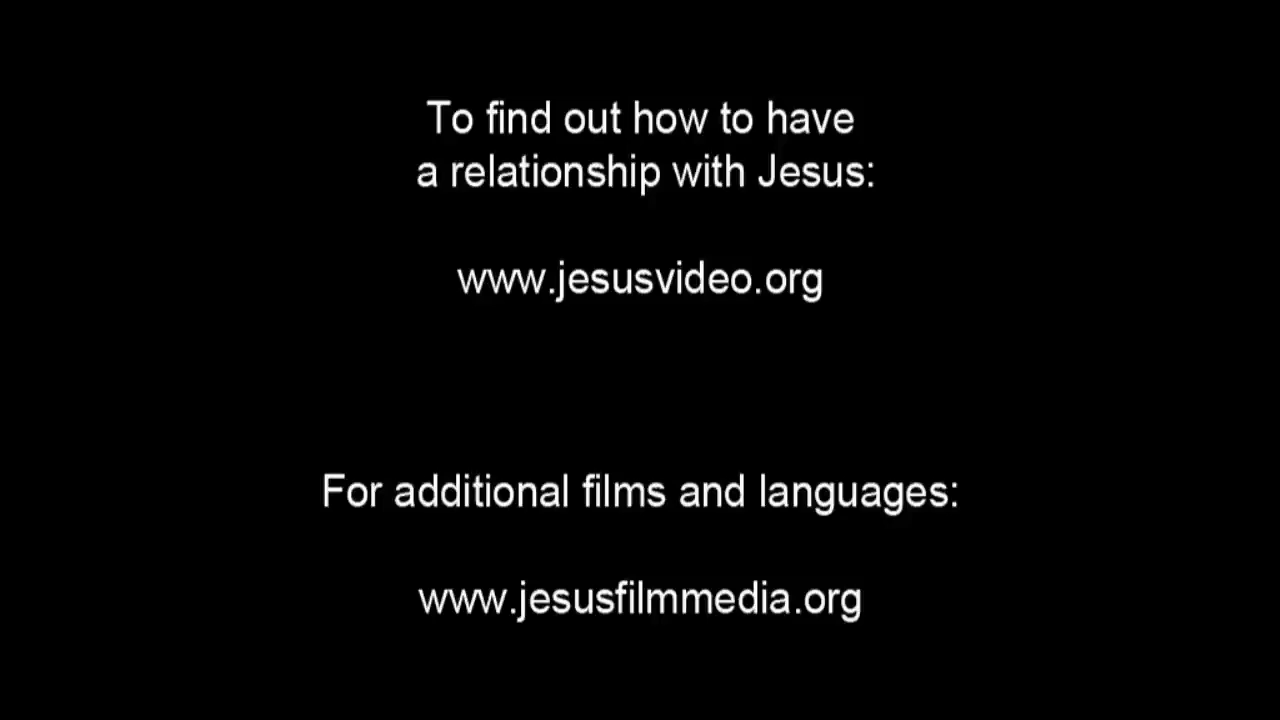 To find out how to have
a relationship with Jesus:
www.jesusvideo.org
For additional films and languages:
www.jesusfilmmedia.org